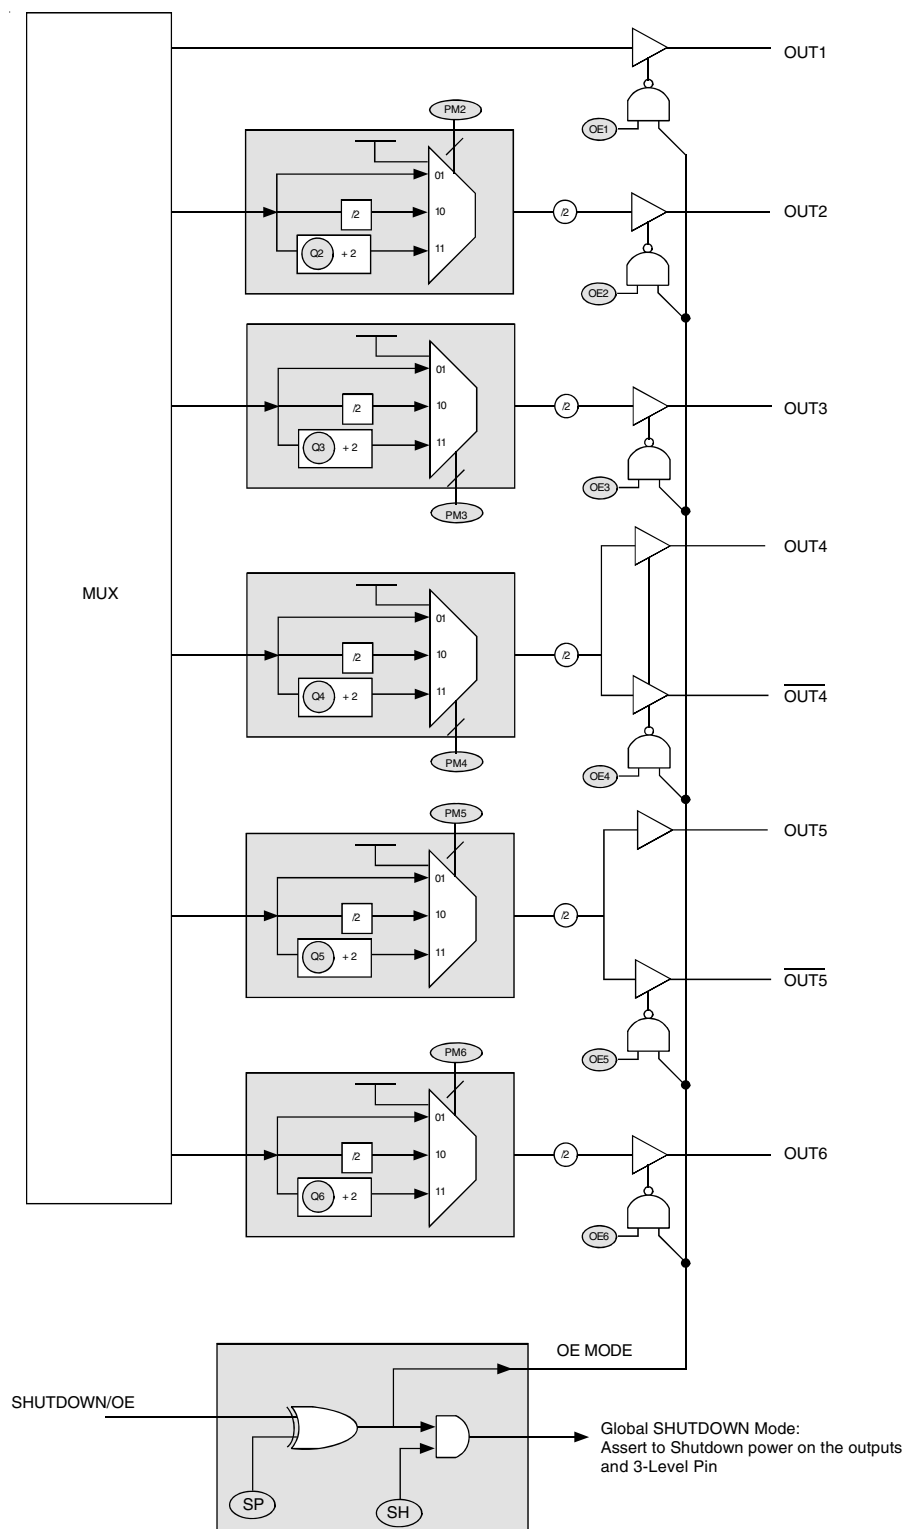 OUT1
OE1
PM2
01
/2
10
Q2 + 2
11
/2
OUT2
OE2
01
/2
10
Q3 + 2
11
PM3
/2
OUT3
OE3
MUX
OUT4
01
/2
10
Q4 + 2
11
PM4
/2
OUT4
OE4
PM5
OUT5
01
/2
10
Q5 + 2
11
/2
OUT5
OE5
PM6
01
/2
10
Q6 + 2
11
/2
OUT6
OE6
OE MODE
SHUTDOWN/OE
SP
SH
Global SHUTDOWN Mode:
Assert to Shutdown power on the outputs
and 3-Level Pin